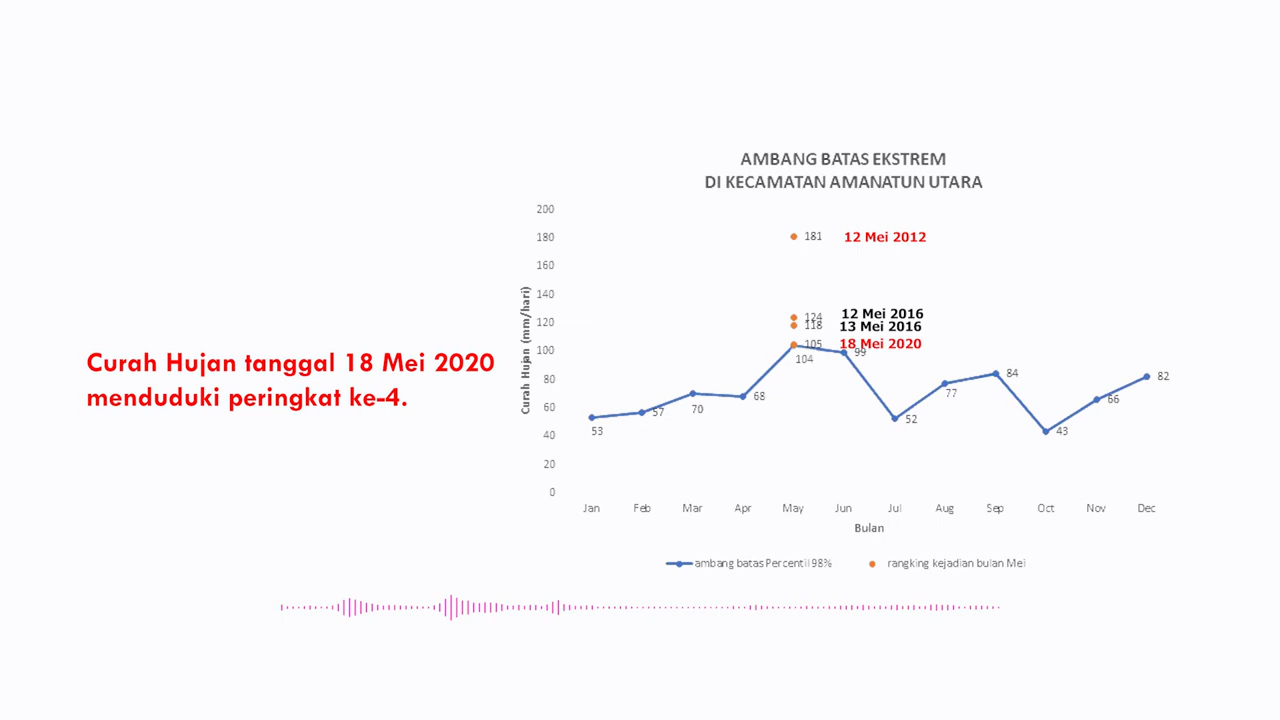 AMBANG BATAS EKSTREM
DI KECAMATAN AMANATUN UTARA
Curah Hujan tanggal 18 Mei 2020
menduduki peringkat ke-4.
Curah Hujan (mm/hari)
200
180
160
140
120
100
80
60
40
20
0
181 12 Mei 2012
124 12 Mei 2016
118 13 Mei 2016
105 18 Mei 2020
53
57
70
68
104
99
52
77
84
43
66
82
Jan Feb Mar Apr May Jun Jul Aug Sep Oct Nov Dec
Bulan
ambang batas Percentil 98% rangking kejadian bulan Mei